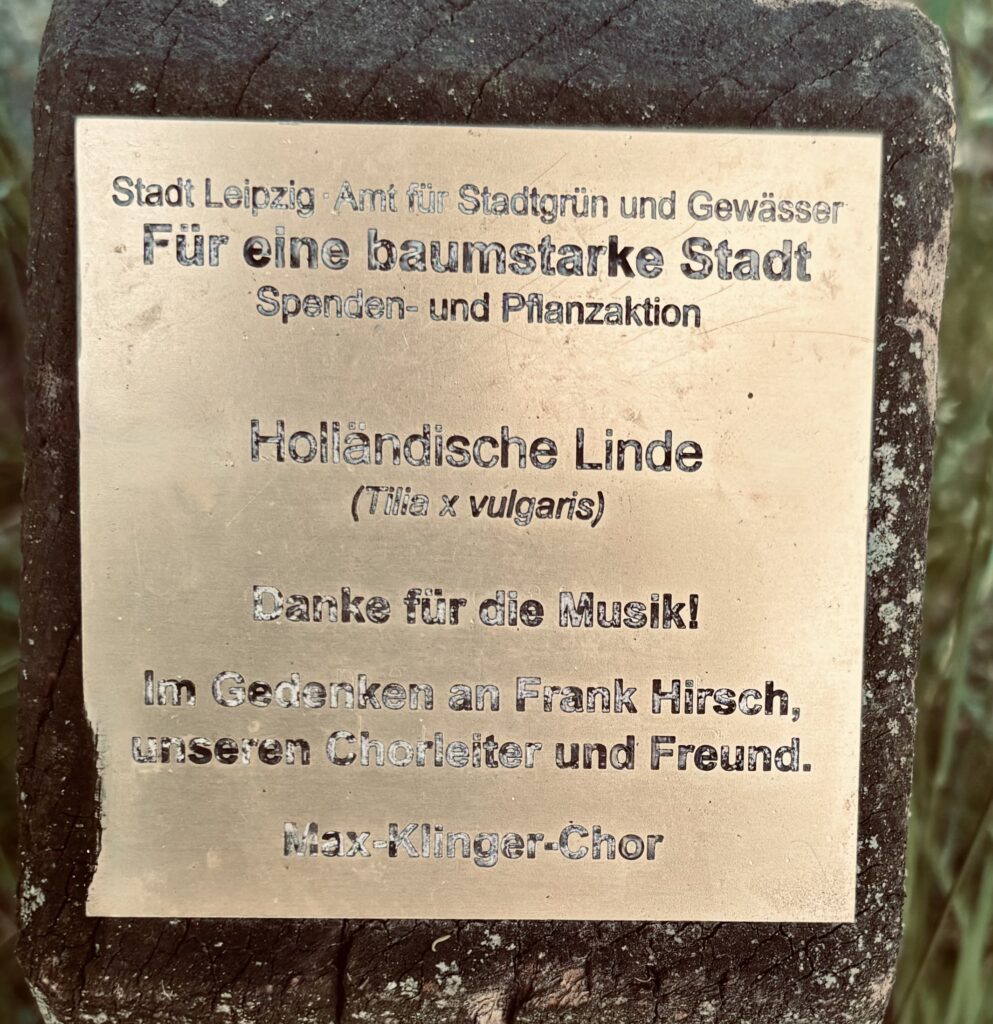 Stadt Leipzig · Amt für Stadtgrün und Gewässer
Für eine baumstarke Stadt
Spenden- und Pflanzaktion
Holländische Linde
(Tilia x vulgaris)
Danke für die Musik!
Im Gedenken an Frank Hirsch,
unseren Chorleiter und Freund.
Max-Klinger-Chor